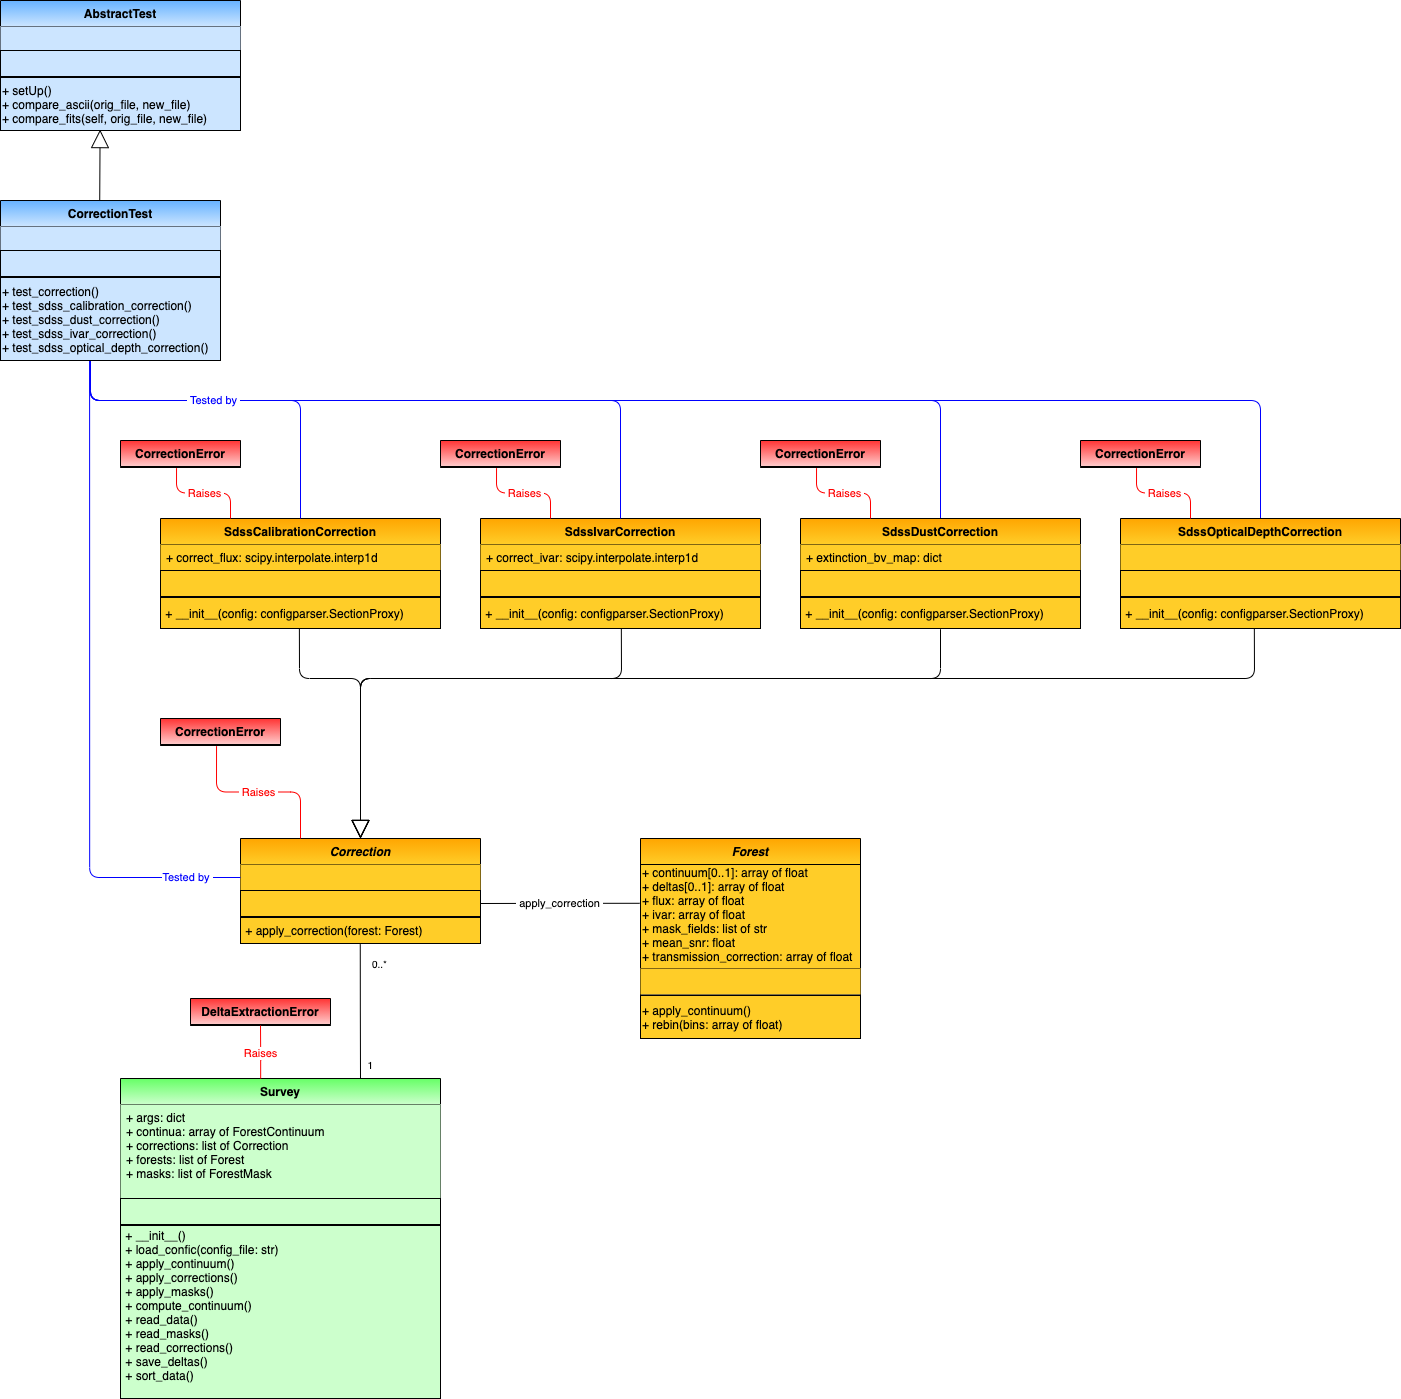 AbstractTest
+ setUp()
+ compare_ascii(orig_file, new_file)
+ compare_fits(self, orig_file, new_file)
CorrectionTest
+ test_correction()
+ test_sdss_calibration_correction()
+ test_sdss_dust_correction()
+ test_sdss_ivar_correction()
+ test_sdss_optical_depth_correction()
Tested by
CorrectionError
CorrectionError
CorrectionError
CorrectionError
Raises
Raises
Raises
Raises
SdssCalibrationCorrection
+ correct_flux: scipy.interpolate.interp1d
+ __init__(config: configparser.SectionProxy)
SdssIvarCorrection
+ correct_ivar: scipy.interpolate.interp1d
+ __init__(config: configparser.SectionProxy)
SdssDustCorrection
+ extinction_bv_map: dict
+ __init__(config: configparser.SectionProxy)
SdssOpticalDepthCorrection
+ __init__(config: configparser.SectionProxy)
CorrectionError
Raises
Correction
+ apply_correction(forest: Forest)
Tested by
apply_correction
Forest
+ continuum[0..1]: array of float
+ deltas[0..1]: array of float
+ flux: array of float
+ ivar: array of float
+ mask_fields: list of str
+ mean_snr: float
+ transmission_correction: array of float
+ apply_continuum()
+ rebin(bins: array of float)
0..*
DeltaExtractionError
Raises
1
Survey
+ args: dict
+ continua: array of ForestContinuum
+ corrections: list of Correction
+ forests: list of Forest
+ masks: list of ForestMask
+ __init__()
+ load_confic(config_file: str)
+ apply_continuum()
+ apply_corrections()
+ apply_masks()
+ compute_continuum()
+ read_data()
+ read_masks()
+ read_corrections()
+ save_deltas()
+ sort_data()